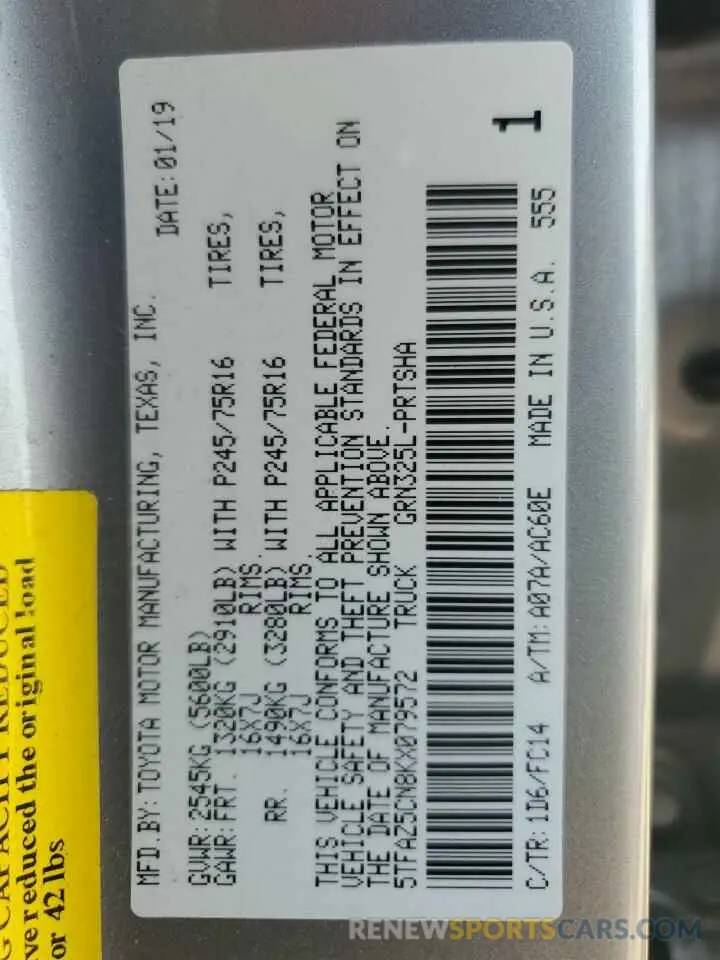 MFD.BY:TOYOTA MOTOR MANUFACTURING, TEXAS, INC.
DATE:01/19
GVWR:2545KG (5600LB)
GAWR:FRT. 1320KG (2910LB) WITH P245/75R16 TIRES,
16X7J RIMS.
RR. 1490KG (3280LB) WITH P245/75R16 TIRES,
16X7J RIMS.
THIS VEHICLE CONFORMS TO ALL APPLICABLE FEDERAL MOTOR
VEHICLE SAFETY AND THEFT PREVENTION STANDARDS IN EFFECT ON
THE DATE OF MANUFACTURE SHOWN ABOVE.
5TFAZ5CN8KX079572 TRUCK GRN325L-PRTSHA
1
C/TR:1D6/FC14 A/TM:A07A/AC60E MADE IN U.S.A. 555
CAPACITY REDUCED
ve reduced the original load
or 42 lbs
RENEWSPORTSCARS.COM